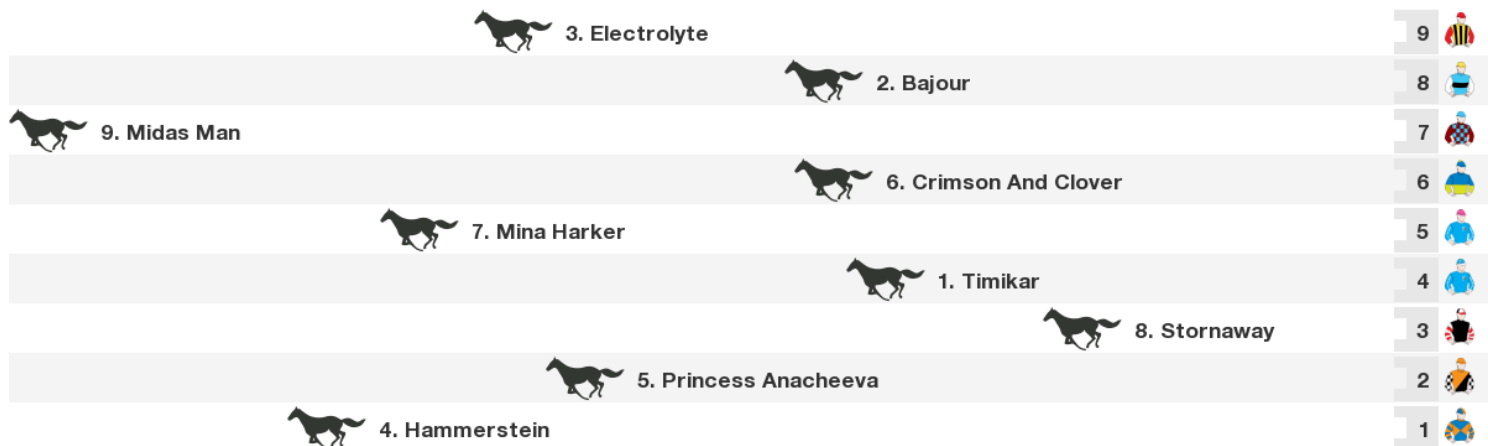 3. Electrolyte 9
2. Bajour 8
9. Midas Man 7
6. Crimson And Clover 6
7. Mina Harker 5
1. Timikar 4
8. Stornaway 3
5. Princess Anacheeva 2
4. Hammerstein 1